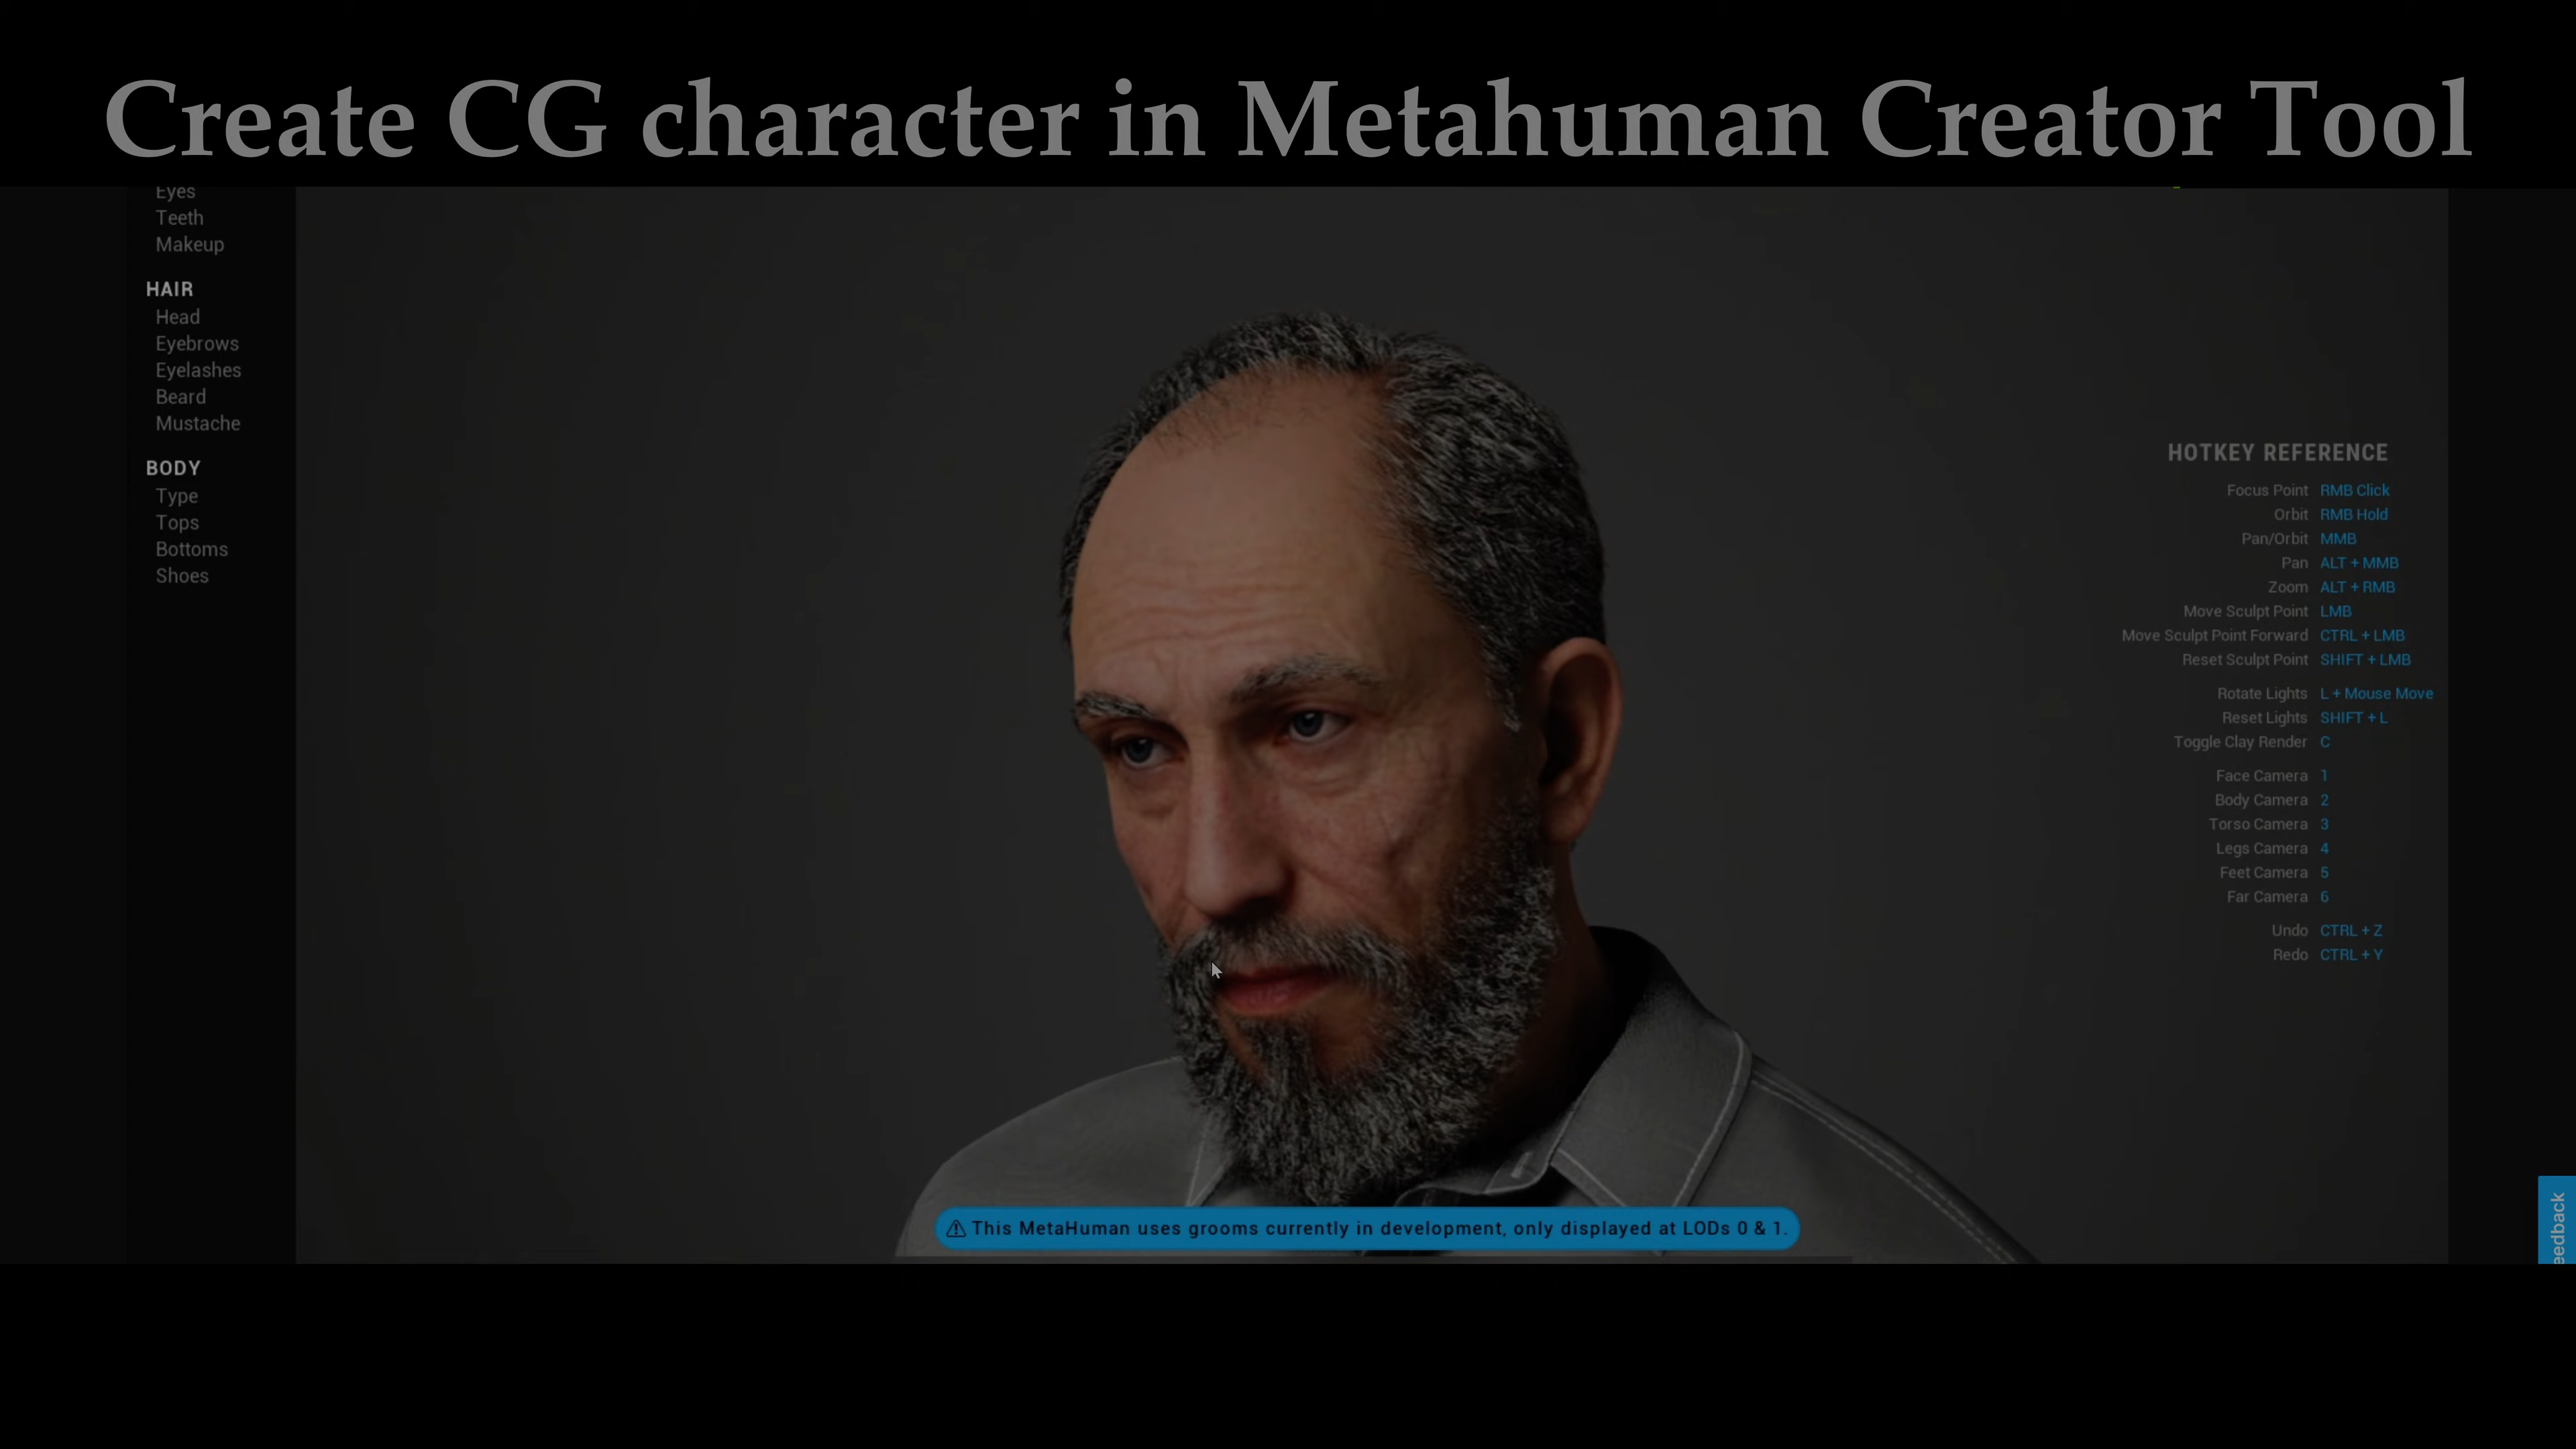 Create CG character in Metahuman Creator Tool
Eyes
Teeth
Makeup
HAIR
Head
Eyebrows
Eyelashes
Beard
Mustache
BODY
Type
Tops
Bottoms
Shoes
HOTKEY REFERENCE
Focus Point RMB Click
Orbit RMB Hold
Pan/Orbit MMB
Pan ALT + MMB
Zoom ALT + RMB
Move Sculpt Point LMB
Move Sculpt Point Forward CTRL + LMB
Reset Sculpt Point SHIFT + LMB
Rotate Lights L + Mouse Move
Reset Lights SHIFT + L
Toggle Clay Render C
Face Camera 1
Body Camera 2
Torso Camera 3
Legs Camera 4
Feet Camera 5
Far Camera 6
Undo CTRL + Z
Redo CTRL + Y
This MetaHuman uses grooms currently in development, only displayed at LODs 0 & 1.
eedback